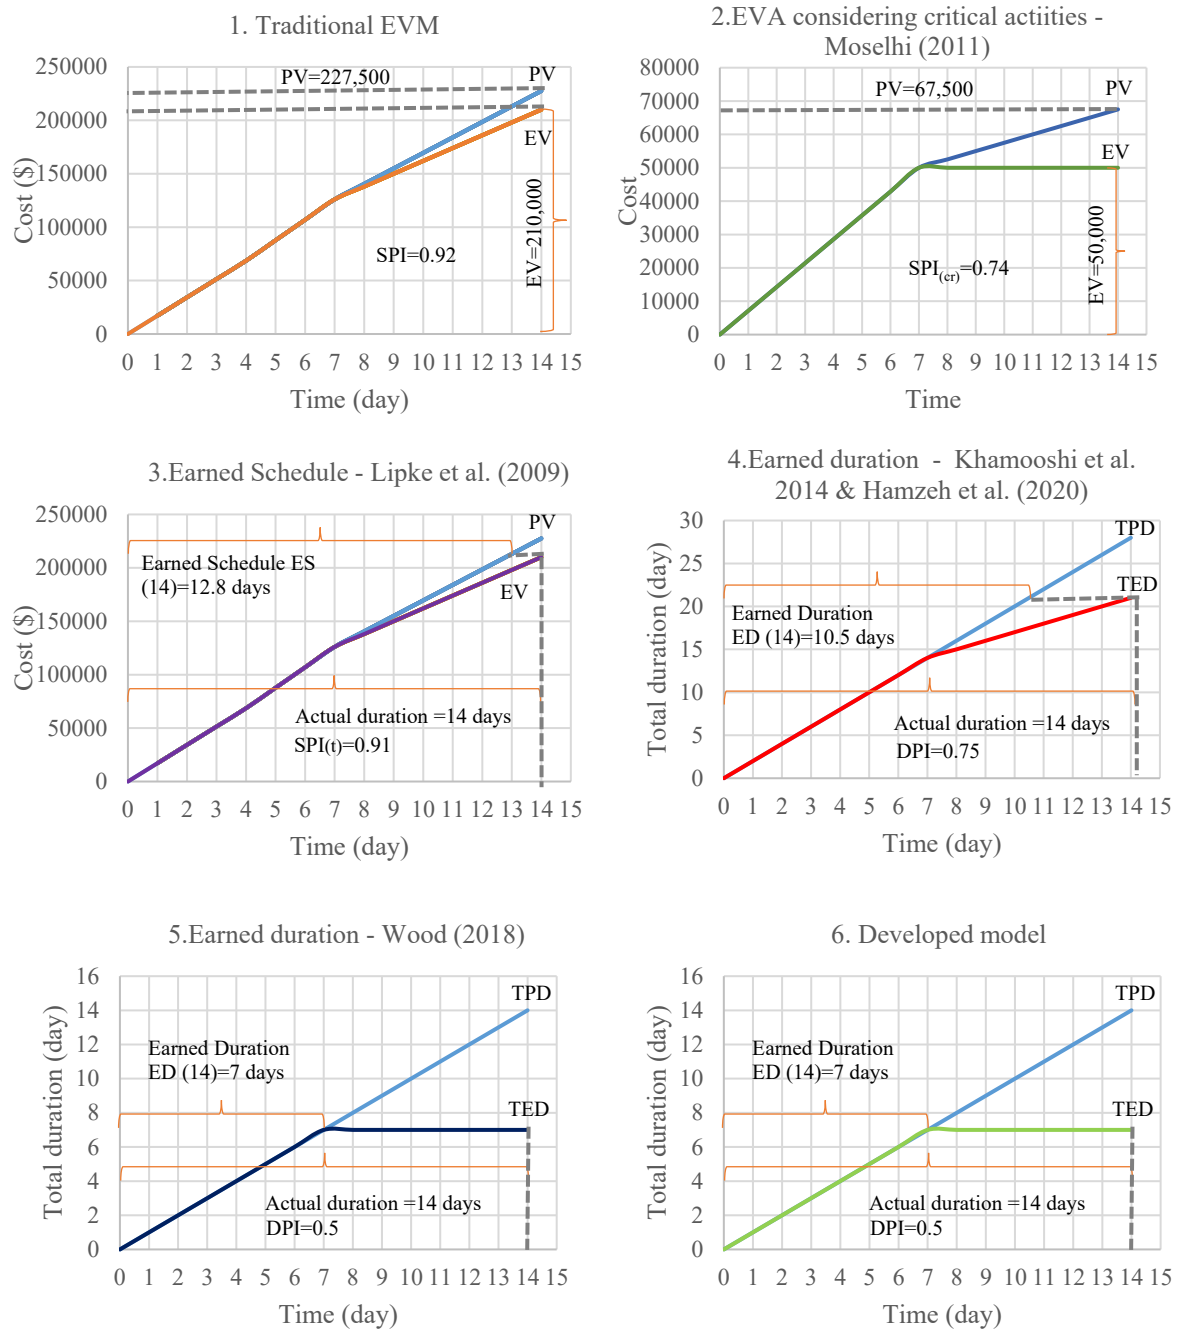 1. Traditional EVM
250000
200000
150000
100000
50000
0
Cost ($)
PV=227,500
PV
EV
EV=210,000
SPI=0.92
0 1 2 3 4 5 6 7 8 9 10 11 12 13 14 15
Time (day)
2.EVA considering critical actiities -
Moselhi (2011)
80000
70000
60000
50000
40000
30000
20000
10000
0
Cost
PV=67,500
PV
EV
EV=50,000
SPI(cr)=0.74
0 1 2 3 4 5 6 7 8 9 10 11 12 13 14 15
Time
3.Earned Schedule - Lipke et al. (2009)
250000
200000
150000
100000
50000
0
Cost ($)
PV
Earned Schedule ES
(14)=12.8 days
EV
Actual duration =14 days
SPI(t)=0.91
0 1 2 3 4 5 6 7 8 9 10 11 12 13 14 15
Time (day)
4.Earned duration - Khamooshi et al.
2014 & Hamzeh et al. (2020)
30
25
20
15
10
5
0
Total duration (day)
TPD
TED
Earned Duration
ED (14)=10.5 days
Actual duration =14 days
DPI=0.75
0 1 2 3 4 5 6 7 8 9 10 11 12 13 14 15
Time (day)
5.Earned duration - Wood (2018)
16
14
12
10
8
6
4
2
0
Total duration (day)
TPD
Earned Duration
ED (14)=7 days
TED
Actual duration =14 days
DPI=0.5
0 1 2 3 4 5 6 7 8 9 10 11 12 13 14 15
Time (day)
6. Developed model
16
14
12
10
8
6
4
2
0
Total duration (day)
TPD
Earned Duration
ED (14)=7 days
TED
Actual duration =14 days
DPI=0.5
0 1 2 3 4 5 6 7 8 9 10 11 12 13 14 15
Time (day)